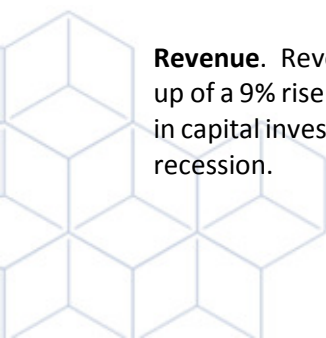 Revenue. Reve
up of a 9% rise
in capital inves
recession.